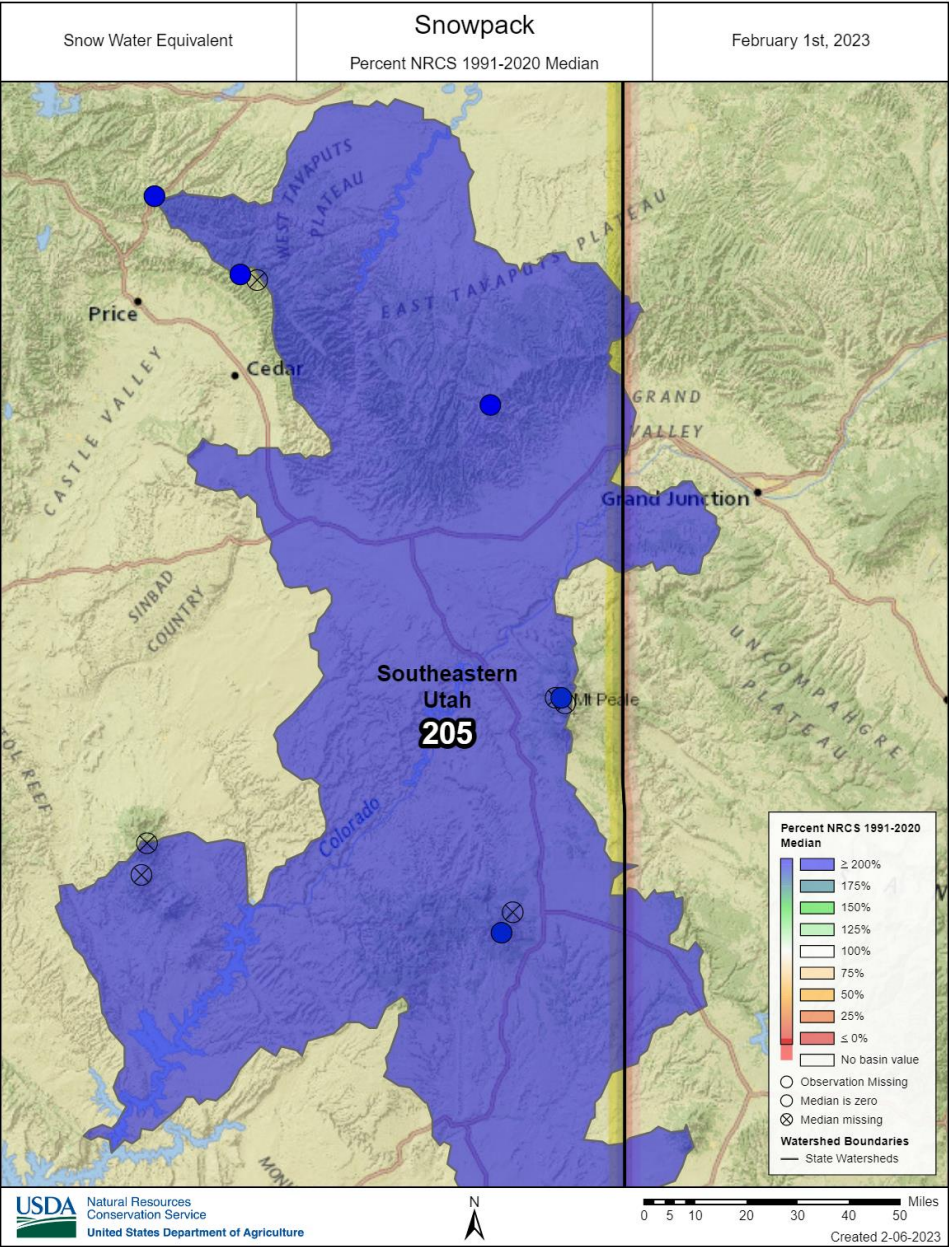 Snow Water Equivalent
Snowpack
Percent NRCS 1991-2020 Median
February 1st, 2023
WEST TAVAPUTS
PLATEAU
EAST TAVAPUTS PLATEAU
Price
Cedar
CASTLE VALLEY
GRAND
VALLEY
Grand Junction
SINBAD
COUNTRY
Southeastern
Utah
205
Mt Peale
UNCOMPAHGRE
PLATEAU
REEF
Colorado
Percent NRCS 1991-2020
Median
≥ 200%
175%
150%
125%
100%
75%
50%
25%
≤ 0%
No basin value
Observation Missing
Median is zero
Median missing
Watershed Boundaries
State Watersheds
USDA
Natural Resources
Conservation Service
United States Department of Agriculture
N
Miles
0 5 10 20 30 40 50
Created 2-06-2023